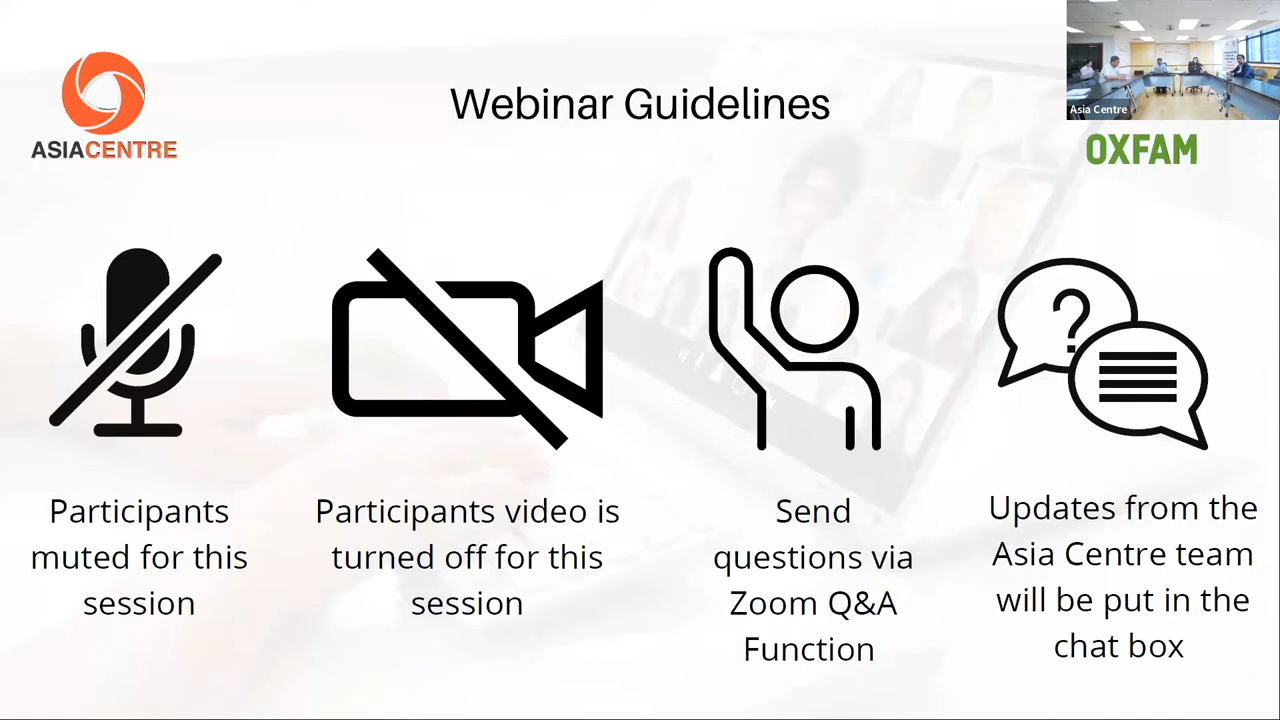 ASIACENTRE
Webinar Guidelines
Asia Centre
OXFAM
?
Participants
muted for this
session
Participants video is
turned off for this
session
Send
questions via
Zoom Q&A
Function
Updates from the
Asia Centre team
will be put in the
chat box